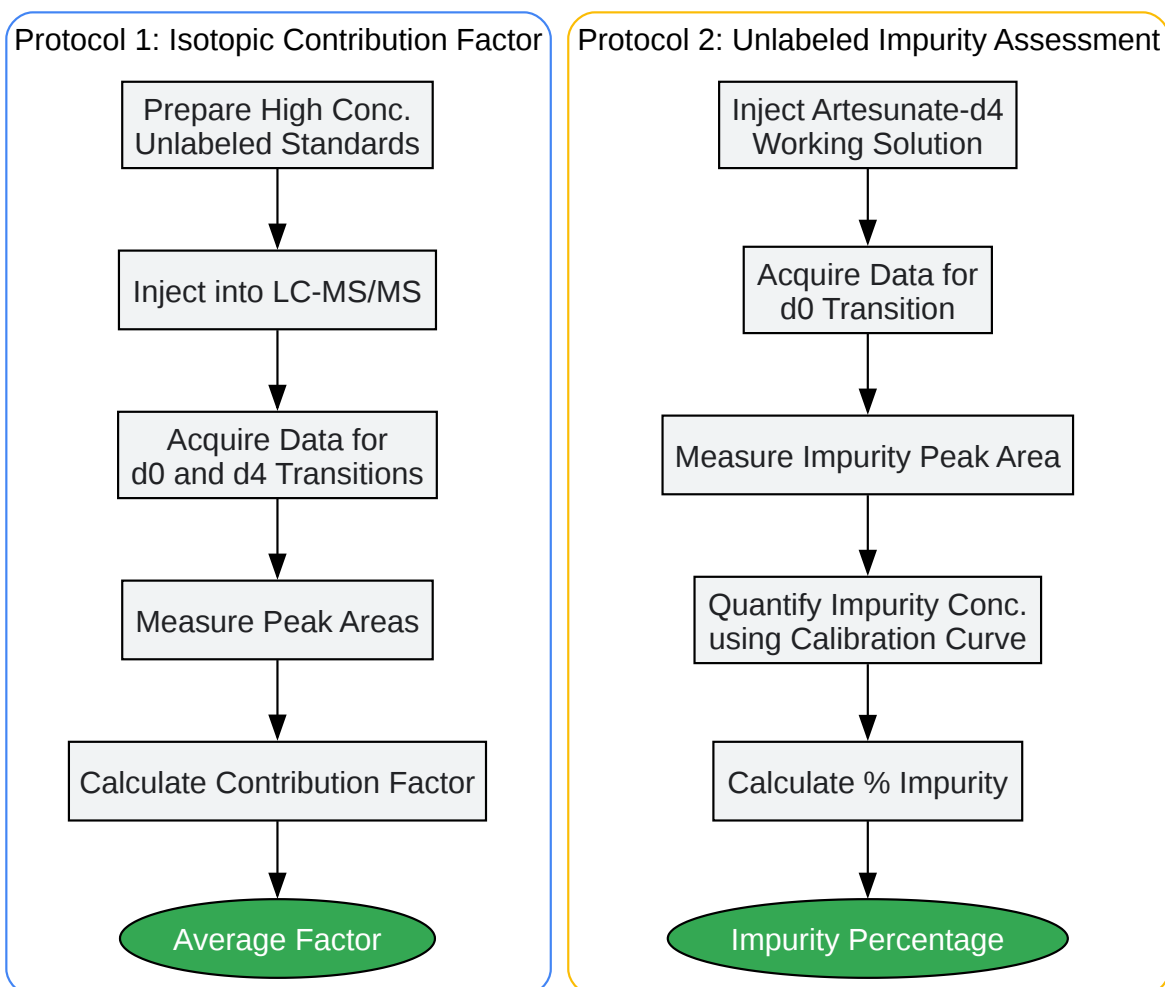 Protocol 1: Isotopic Contribution Factor
Prepare High Conc.
Unlabeled Standards
Inject into LC-MS/MS
Acquire Data for
d0 and d4 Transitions
Measure Peak Areas
Calculate Contribution Factor
Average Factor
Protocol 2: Unlabeled Impurity Assessment
Inject Artesunate-d4
Working Solution
Acquire Data for
d0 Transition
Measure Impurity Peak Area
Quantify Impurity Conc.
using Calibration Curve
Calculate % Impurity
Impurity Percentage